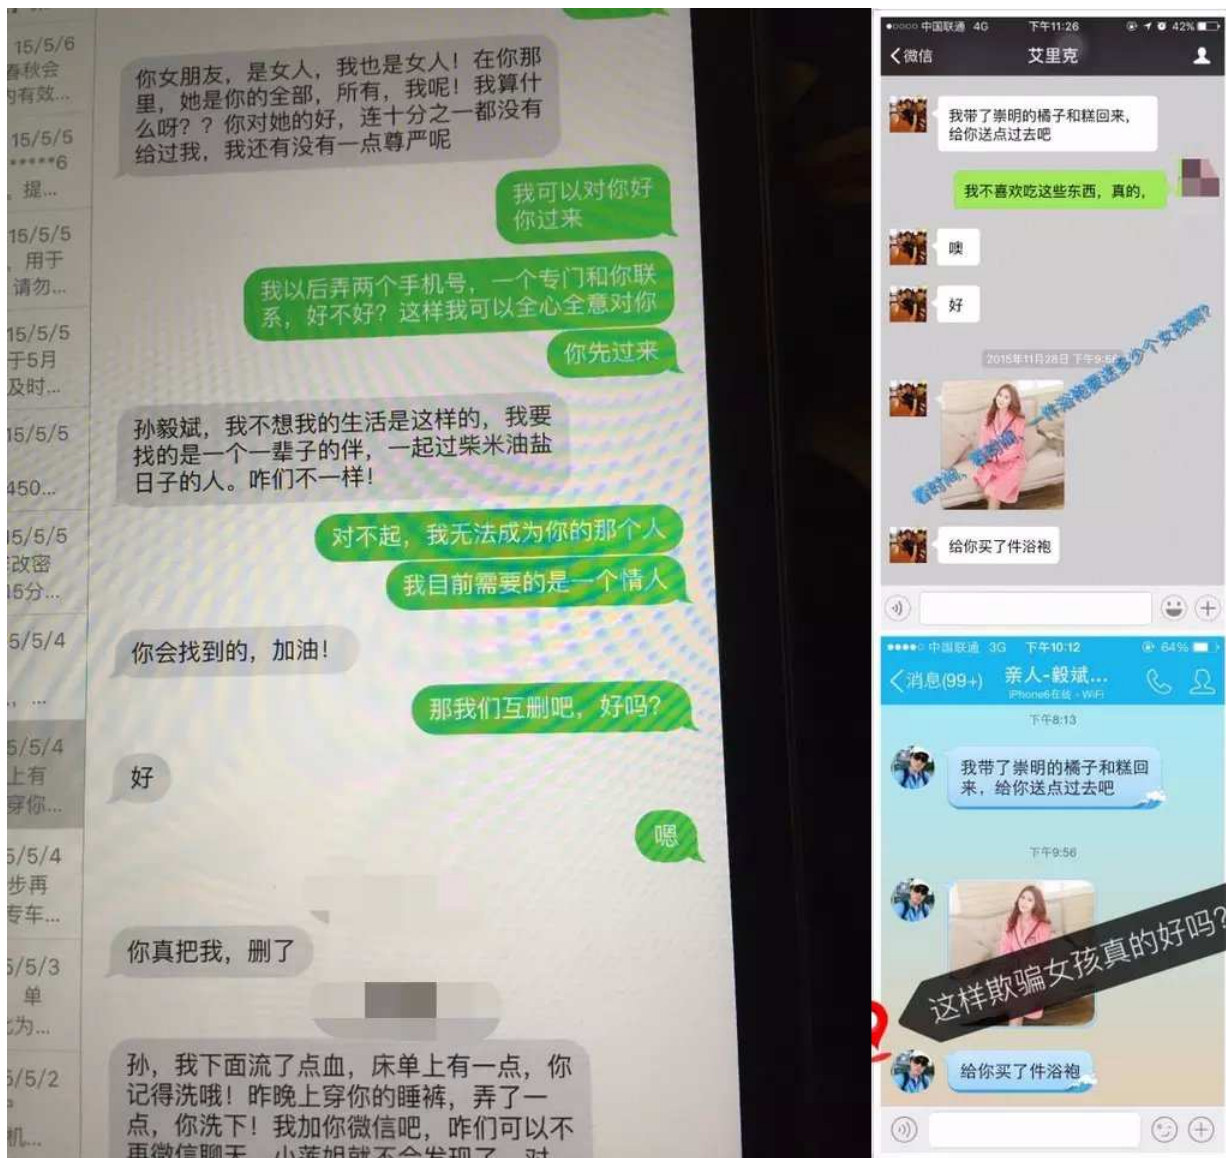 15/5/6
春秋会
的有效...
15/5/5
*****6
。提...
15/5/5
，用于
请勿...
15/5/5
于5月
及时...
15/5/5
450...
15/5/5
改密
15分...
5/5/4
5/5/4
上有
穿你...
5/5/4
步再
专车...
5/5/3
单
比为...
5/5/2
机...
你女朋友，是女人，我也是女人！在你那
里，她是你的全部，所有，我呢！我算什
么呀？？你对她的好，连十分之一都没有
给过我，我还有没有一点尊严呢
我可以对你好
你过来
我以后弄两个手机号，一个专门和你联
系，好不好？这样我可以全心全意对你
你先过来
孙毅斌，我不想我的生活是这样的，我要
找的是一个一辈子的伴，一起过柴米油盐
日子的人。咋们不一样！
对不起，我无法成为你的那个人
我目前需要的是一个情人
你会找到的，加油！
那我们互删吧，好吗？
好
嗯
你真把我，删了
孙，我下面流了点血，床单上有一点，你
记得洗哦！昨晚上穿你的睡裤，弄了一
点，你洗下！我加你微信吧，咋们可以不
再微信聊天，小莲姐就不会发现了，对
中国联通 4G 下午11:26 42%
微信 艾里克
我带了崇明的橘子和糕回来，
给你送点过去吧
我不喜欢吃这些东西，真的，
噢
好
2015年11月28日 下午9:56
给你买了件浴袍
中国联通 3G 下午10:12 64%
消息(99+) 亲人-毅斌...
iPhone6在线 - WiFi
下午8:13
我带了崇明的橘子和糕回
来，给你送点过去吧
下午9:56
这样欺骗女孩真的好吗？
给你买了件浴袍